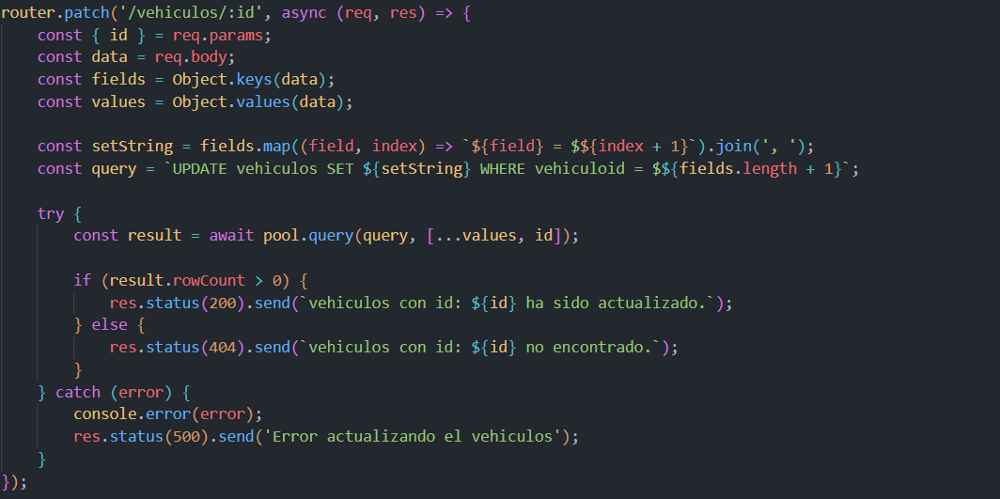 router.patch('/vehiculos/:id', async (req, res) => {
    const { id } = req.params;
    const data = req.body;
    const fields = Object.keys(data);
    const values = Object.values(data);

    const setString = fields.map((field, index) => `${field} = $${index + 1}`).join(', ');
    const query = `UPDATE vehiculos SET ${setString} WHERE vehiculoid = $${fields.length + 1}`;

    try {
        const result = await pool.query(query, [...values, id]);

        if (result.rowCount > 0) {
            res.status(200).send(`vehiculos con id: ${id} ha sido actualizado.`);
        } else {
            res.status(404).send(`vehiculos con id: ${id} no encontrado.`);
        }
    } catch (error) {
        console.error(error);
        res.status(500).send('Error actualizando el vehiculos');
    }
});